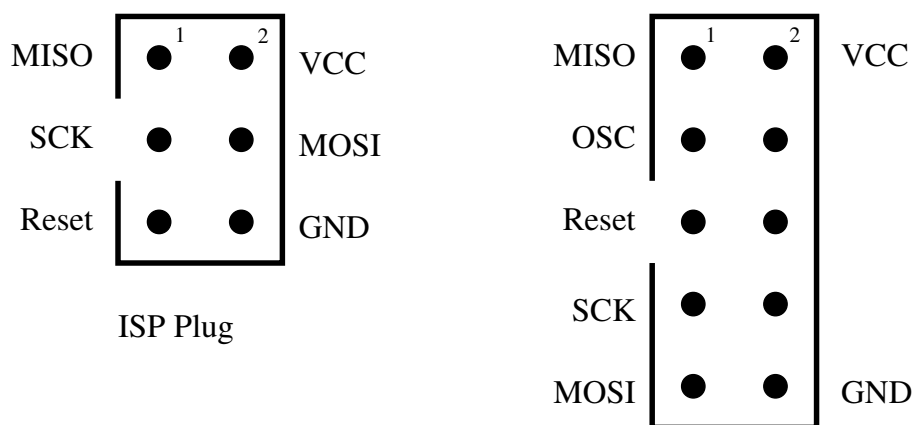 1 2
MISO VCC
SCK MOSI
Reset GND
ISP Plug
1 2
MISO VCC
OSC
Reset
SCK
MOSI GND